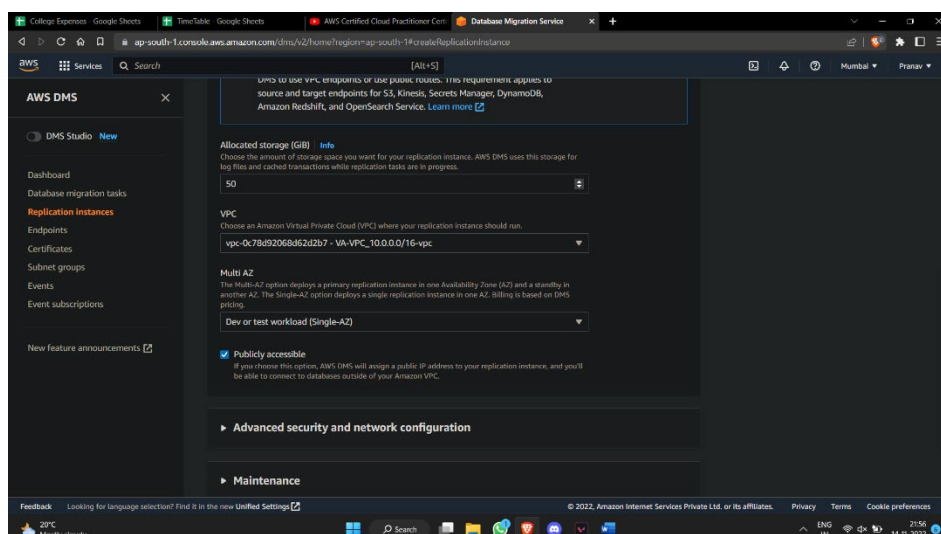 College Expenses - Google Sheets
TimeTable - Google Sheets
AWS Certified Cloud Practitioner Certi
Database Migration Service
ap-south-1.console.aws.amazon.com/dms/v2/home?region=ap-south-1#createReplicationInstance
aws
Services
Search
[Alt+S]
Mumbai
Pranav
AWS DMS
DMS Studio New
Dashboard
Database migration tasks
Replication instances
Endpoints
Certificates
Subnet groups
Events
Event subscriptions
New feature announcements
DMS to use VPC endpoints or use public routes. This requirement applies to
source and target endpoints for S3, Kinesis, Secrets Manager, DynamoDB,
Amazon Redshift, and OpenSearch Service. Learn more
Allocated storage (GiB) Info
Choose the amount of storage space you want for your replication instance. AWS DMS uses this storage for
log files and cached transactions while replication tasks are in progress.
50
VPC
Choose an Amazon Virtual Private Cloud (VPC) where your replication instance should run.
vpc-0c78d92068d62d2b7 - VA-VPC_10.0.0.0/16-vpc
Multi AZ
The Multi-AZ option deploys a primary replication instance in one Availability Zone (AZ) and a standby in
another AZ. The Single-AZ option deploys a single replication instance in one AZ. Billing is based on DMS
pricing.
Dev or test workload (Single-AZ)
Publicly accessible
If you choose this option, AWS DMS will assign a public IP address to your replication instance, and you'll
be able to connect to databases outside of your Amazon VPC.
Advanced security and network configuration
Maintenance
Feedback
Looking for language selection? Find it in the new Unified Settings
© 2022, Amazon Internet Services Private Ltd. or its affiliates.
Privacy
Terms
Cookie preferences
20°C
Mostly cloudy
Search
ENG
IN
21:56
14-11-2022